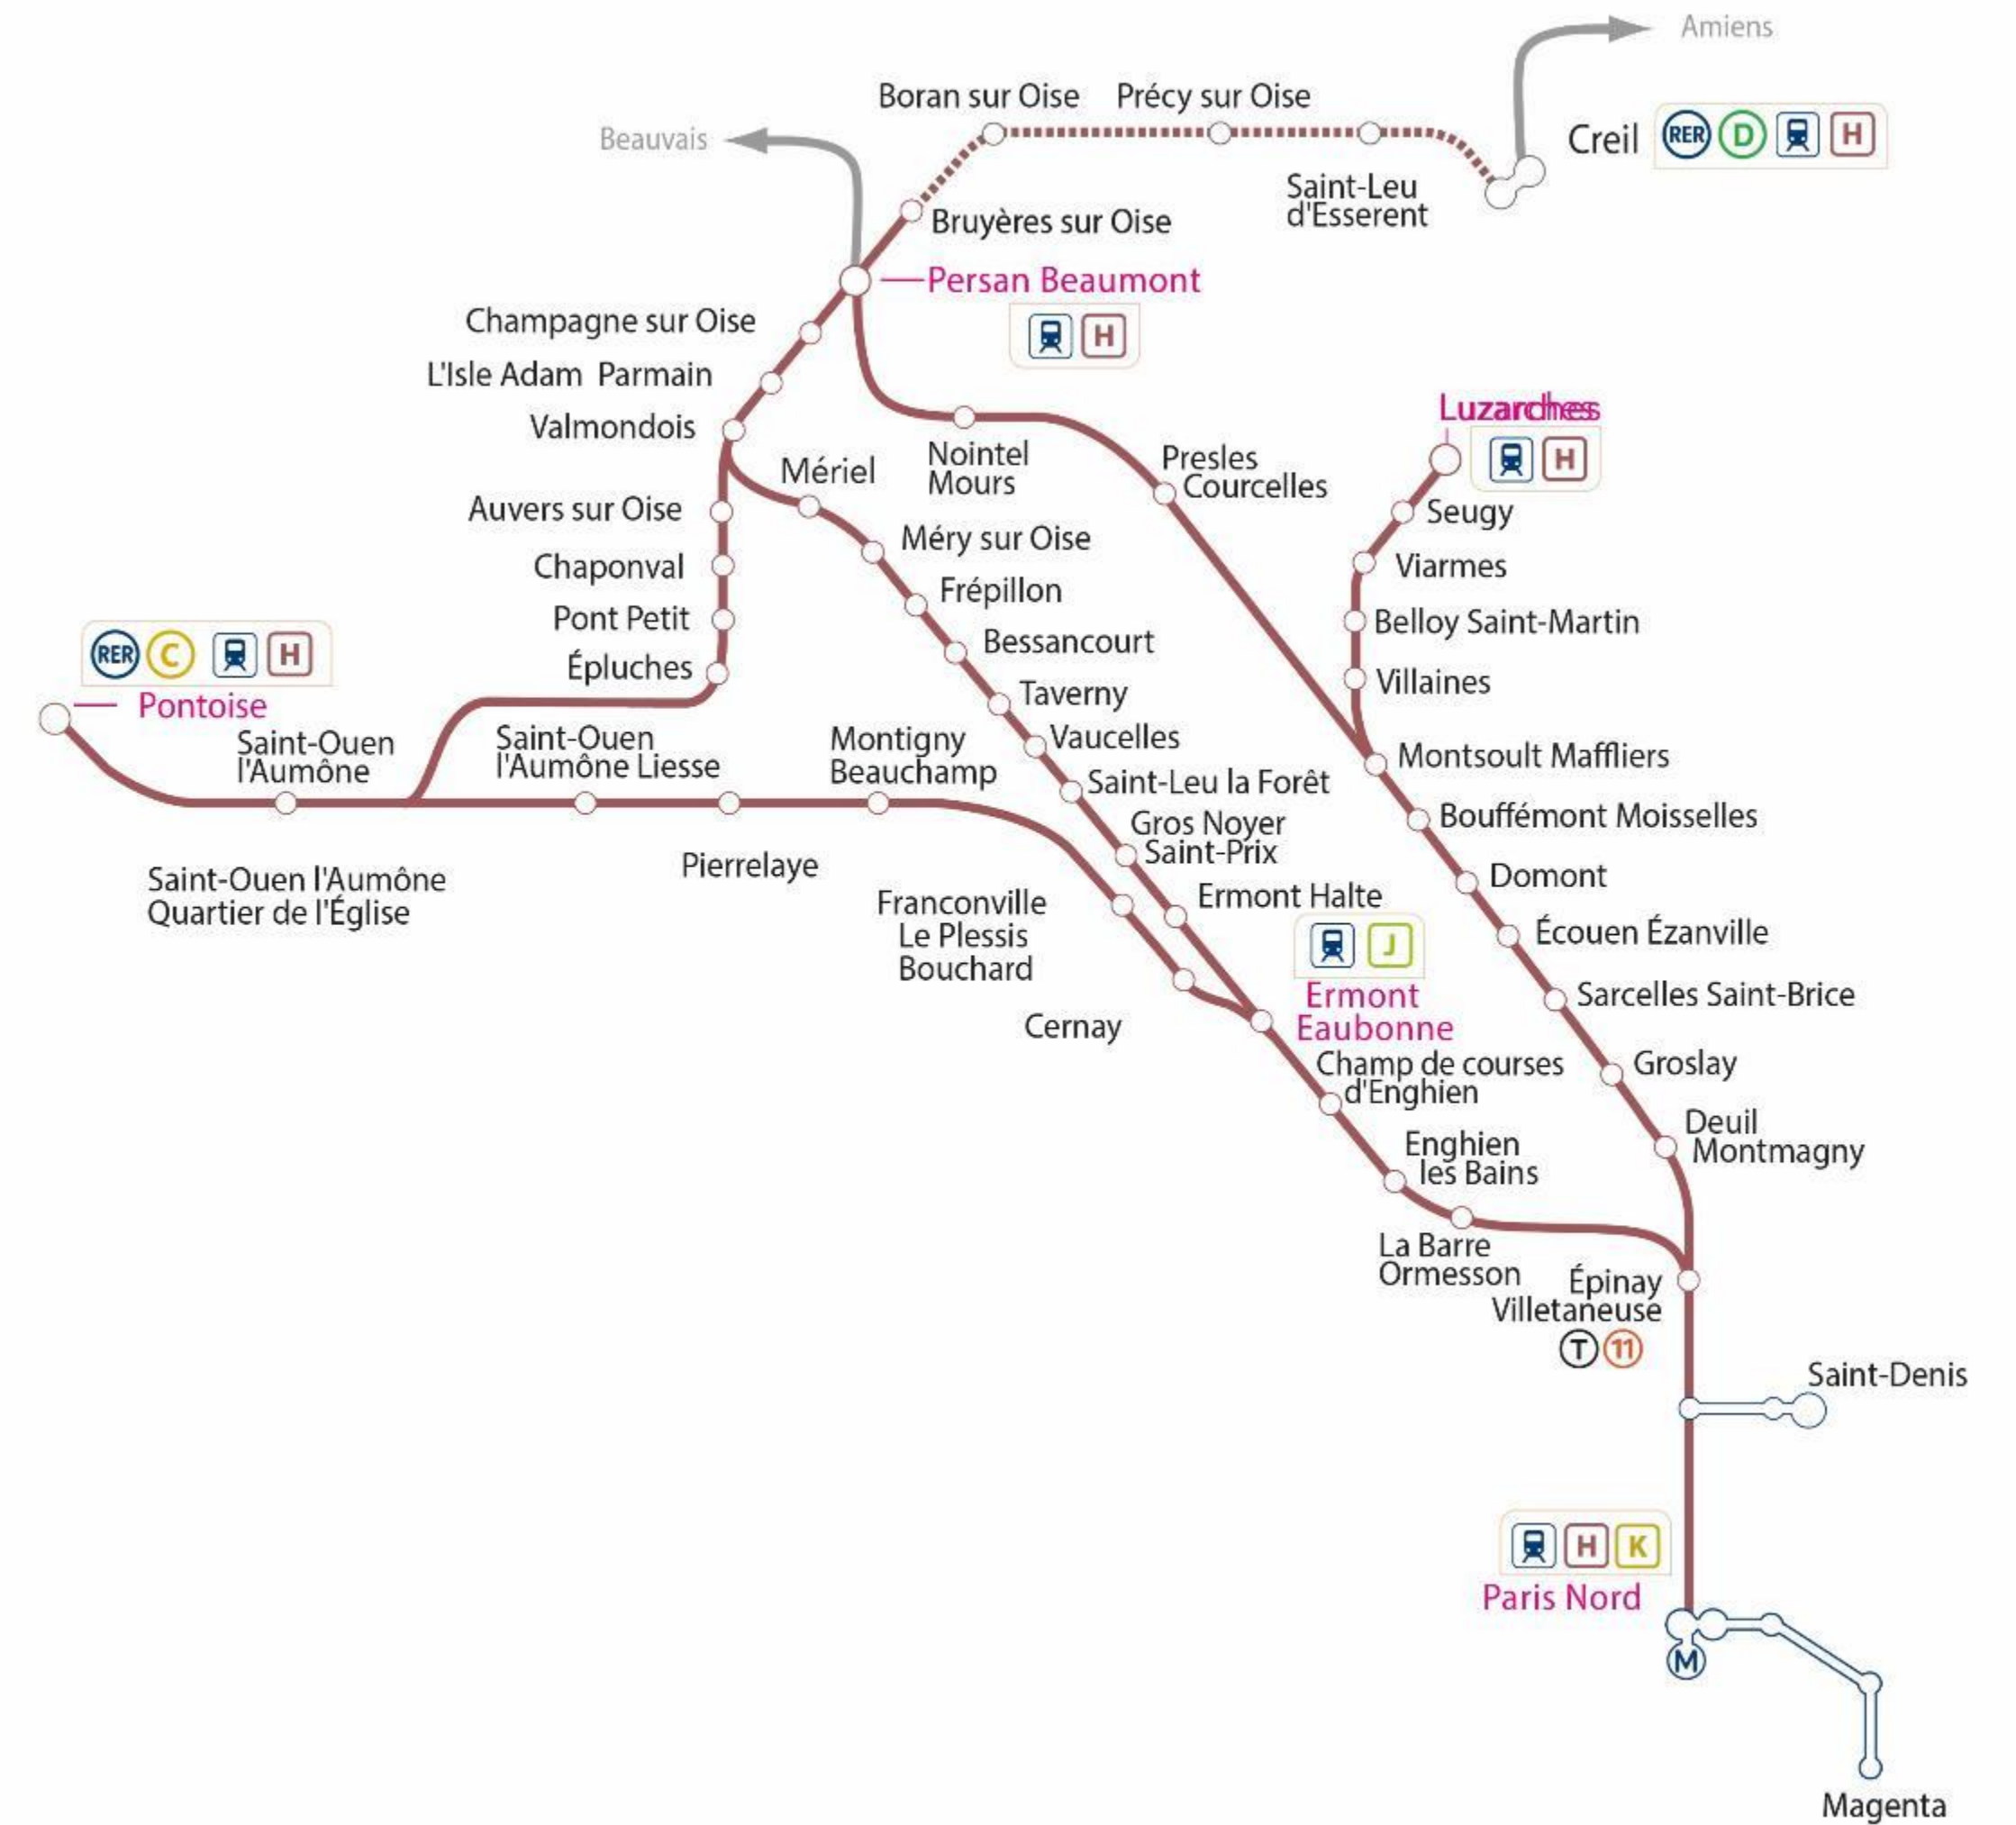 Amiens
Boran sur Oise
Précy sur Oise
Beauvais
Creil
RER D H
Saint-Leu
d'Esserent
Bruyères sur Oise
Persan Beaumont
H
Champagne sur Oise
L'Isle Adam Parmain
Valmondois
Luzarches
H
Mériel
Nointel
Mours
Presles
Courcelles
Auvers sur Oise
Seugy
Méry sur Oise
Chaponval
Viarmes
Frépillon
Pont Petit
Belloy Saint-Martin
RER C H
Bessancourt
Épluches
Villaines
Taverny
Pontoise
Saint-Ouen
l'Aumône
Saint-Ouen
l'Aumône Liesse
Montigny
Beauchamp
Vaucelles
Montsoult Maffliers
Saint-Leu la Forêt
Bouffémont Moisselles
Gros Noyer
Saint-Prix
Pierrelaye
Saint-Ouen l'Aumône
Quartier de l'Église
Domont
Ermont Halte
Franconville
Le Plessis
Bouchard
Écouen Ézanville
J
Ermont
Eaubonne
Sarcelles Saint-Brice
Cernay
Champ de courses
d'Enghien
Groslay
Deuil
Montmagny
Enghien
les Bains
La Barre
Ormesson
Épinay
Villetaneuse
T 11
Saint-Denis
H K
Paris Nord
M
Magenta